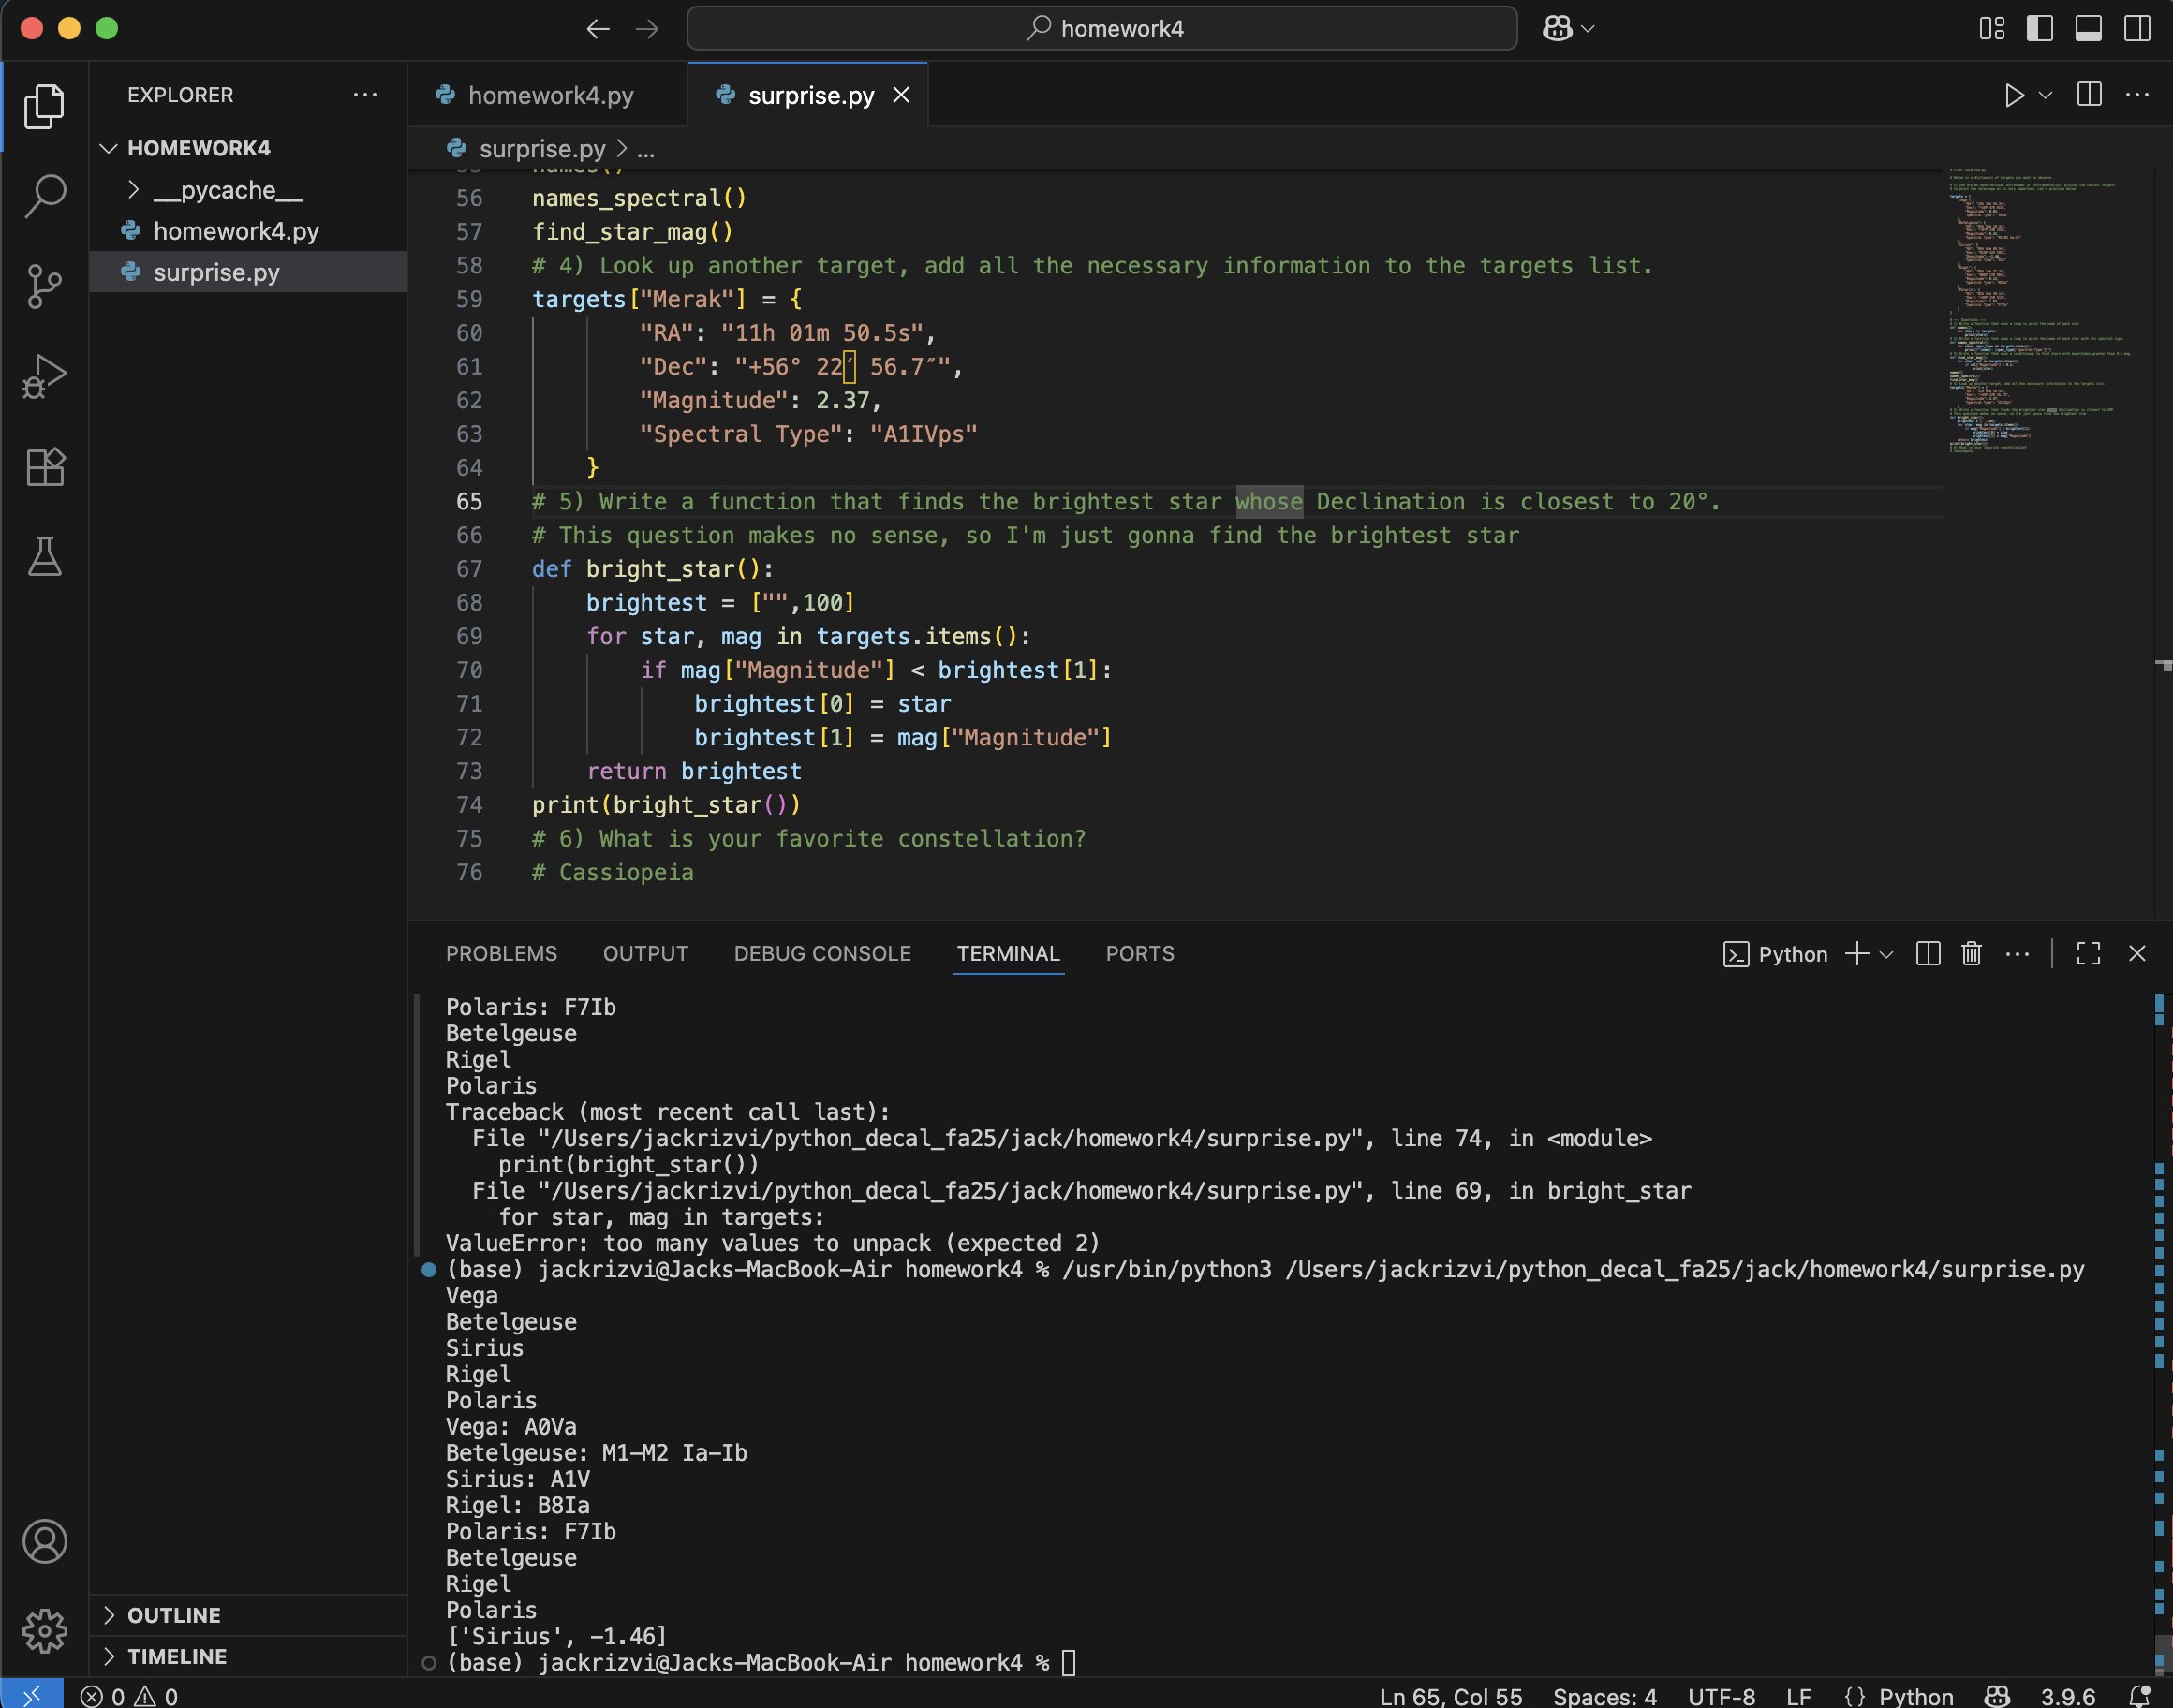 homework4
EXPLORER
HOMEWORK4
__pycache__
homework4.py
surprise.py
homework4.py
surprise.py
surprise.py > ...
56 names_spectral()
57 find_star_mag()
58 # 4) Look up another target, add all the necessary information to the targets list.
59 targets["Merak"] = {
60 "RA": "11h 01m 50.5s",
61 "Dec": "+56° 22′ 56.7″",
62 "Magnitude": 2.37,
63 "Spectral Type": "A1IVps"
64 }
65 # 5) Write a function that finds the brightest star whose Declination is closest to 20°.
66 # This question makes no sense, so I'm just gonna find the brightest star
67 def bright_star():
68 brightest = ["",100]
69 for star, mag in targets.items():
70 if mag["Magnitude"] < brightest[1]:
71 brightest[0] = star
72 brightest[1] = mag["Magnitude"]
73 return brightest
74 print(bright_star())
75 # 6) What is your favorite constellation?
76 # Cassiopeia
PROBLEMS OUTPUT DEBUG CONSOLE TERMINAL PORTS
Python
Polaris: F7Ib
Betelgeuse
Rigel
Polaris
Traceback (most recent call last):
File "/Users/jackrizvi/python_decal_fa25/jack/homework4/surprise.py", line 74, in <module>
print(bright_star())
File "/Users/jackrizvi/python_decal_fa25/jack/homework4/surprise.py", line 69, in bright_star
for star, mag in targets:
ValueError: too many values to unpack (expected 2)
(base) jackrizvi@Jacks-MacBook-Air homework4 % /usr/bin/python3 /Users/jackrizvi/python_decal_fa25/jack/homework4/surprise.py
Vega
Betelgeuse
Sirius
Rigel
Polaris
Vega: A0Va
Betelgeuse: M1-M2 Ia-Ib
Sirius: A1V
Rigel: B8Ia
Polaris: F7Ib
Betelgeuse
Rigel
Polaris
['Sirius', -1.46]
(base) jackrizvi@Jacks-MacBook-Air homework4 %
OUTLINE
TIMELINE
0 0
Ln 65, Col 55 Spaces: 4 UTF-8 LF {} Python 3.9.6